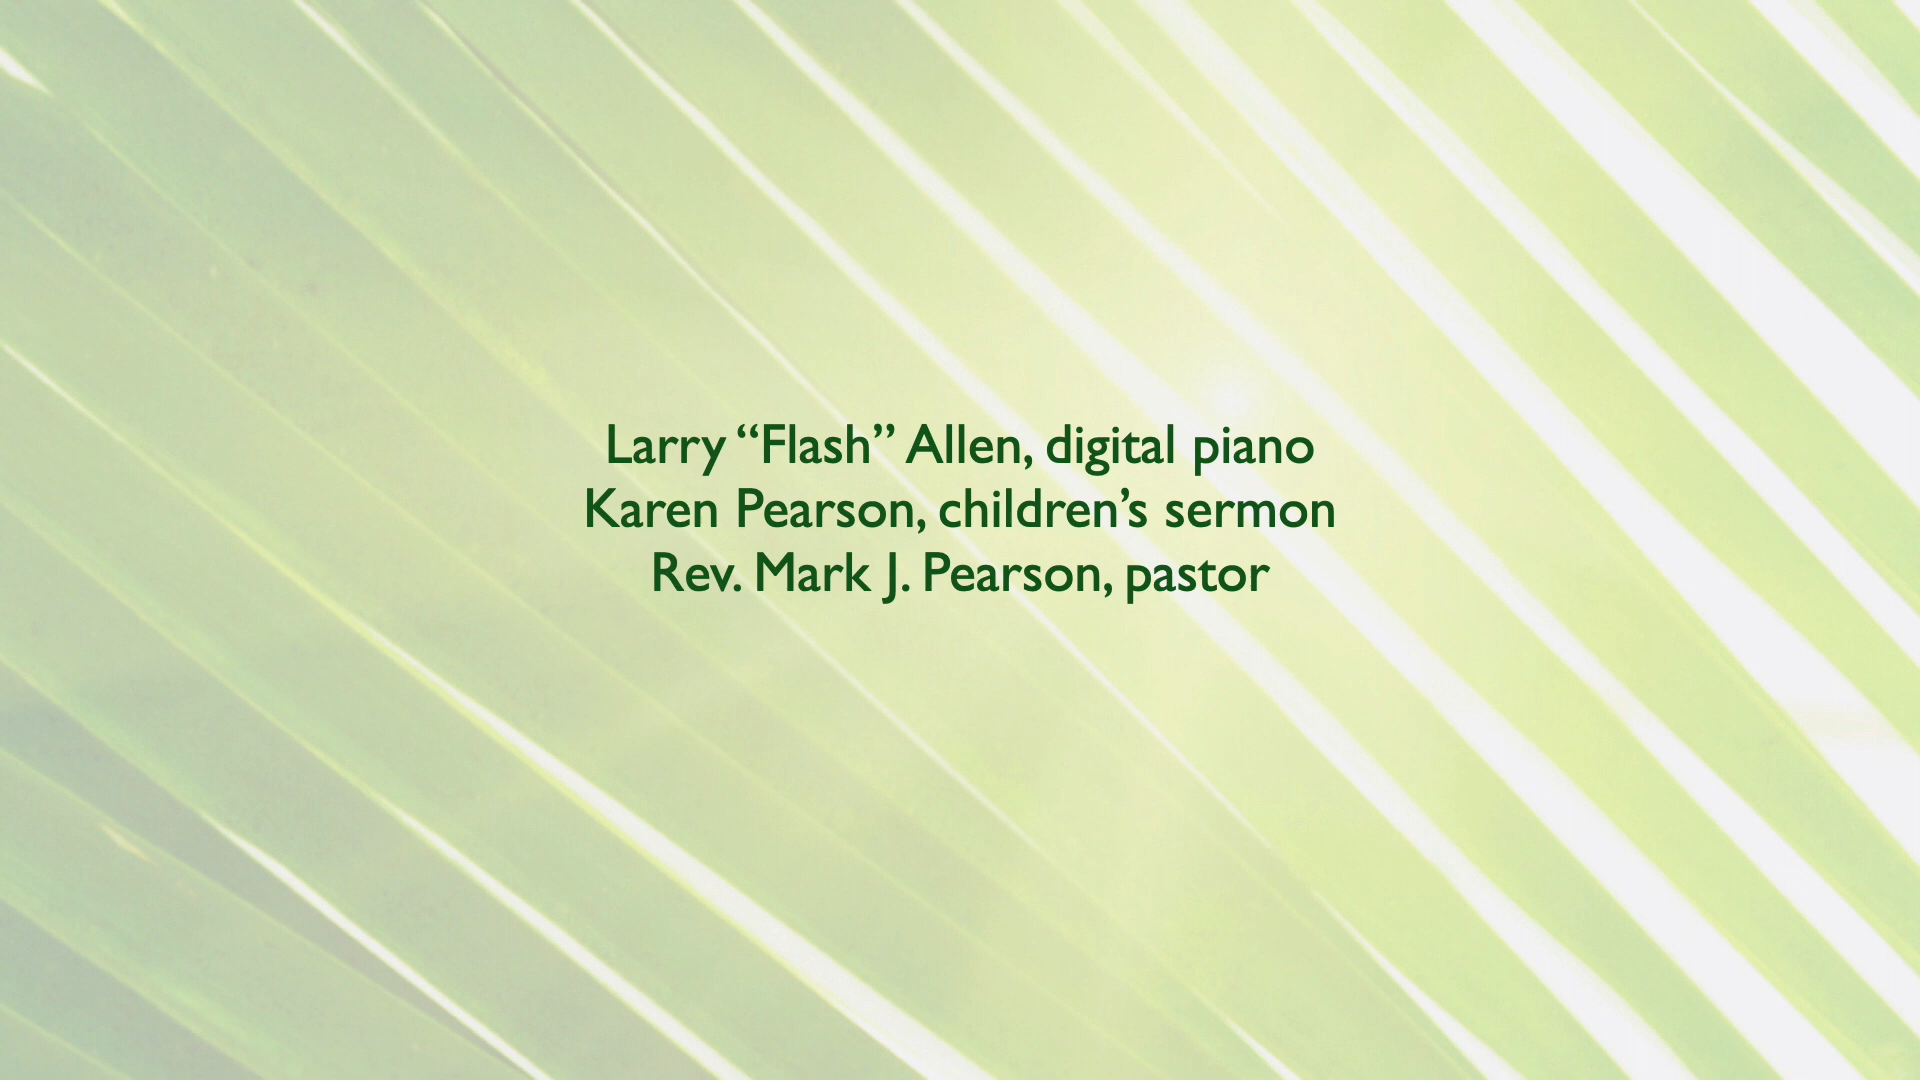 Larry “Flash” Allen, digital piano
Karen Pearson, children’s sermon
Rev. Mark J. Pearson, pastor